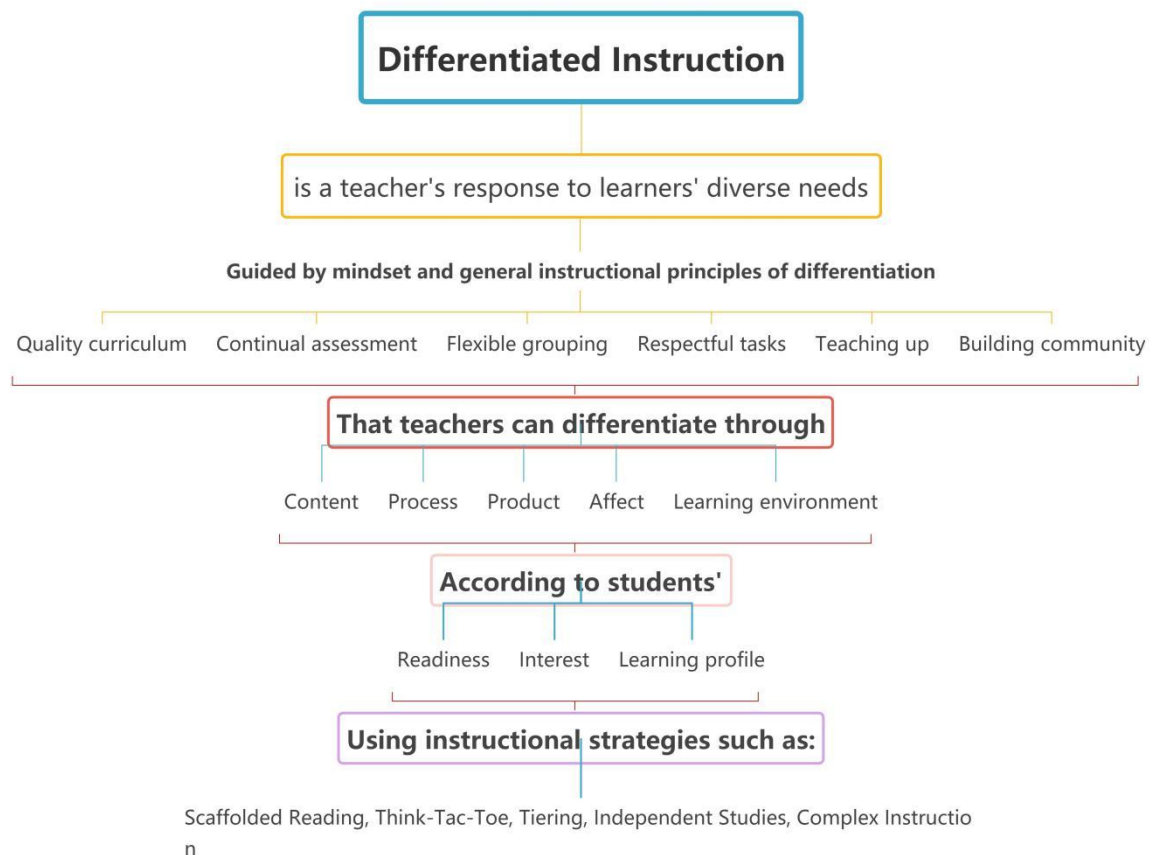 Differentiated Instruction
is a teacher's response to learners' diverse needs
Guided by mindset and general instructional principles of differentiation
Quality curriculum Continual assessment Flexible grouping Respectful tasks Teaching up Building community
That teachers can differentiate through
Content Process Product Affect Learning environment
According to students'
Readiness Interest Learning profile
Using instructional strategies such as:
Scaffolded Reading, Think-Tac-Toe, Tiering, Independent Studies, Complex Instructio
n